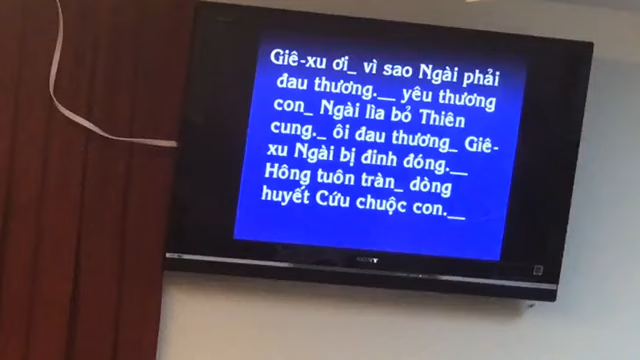 Giê-xu ơi_ vì sao Ngài phải
đau thương.__ yêu thương
con_ Ngài lìa bỏ Thiên
cung._ ôi đau thương_ Giê-
xu Ngài bị đinh đóng.__
Hông tuôn tràn_ dòng
huyết Cứu chuộc con.__
SONY